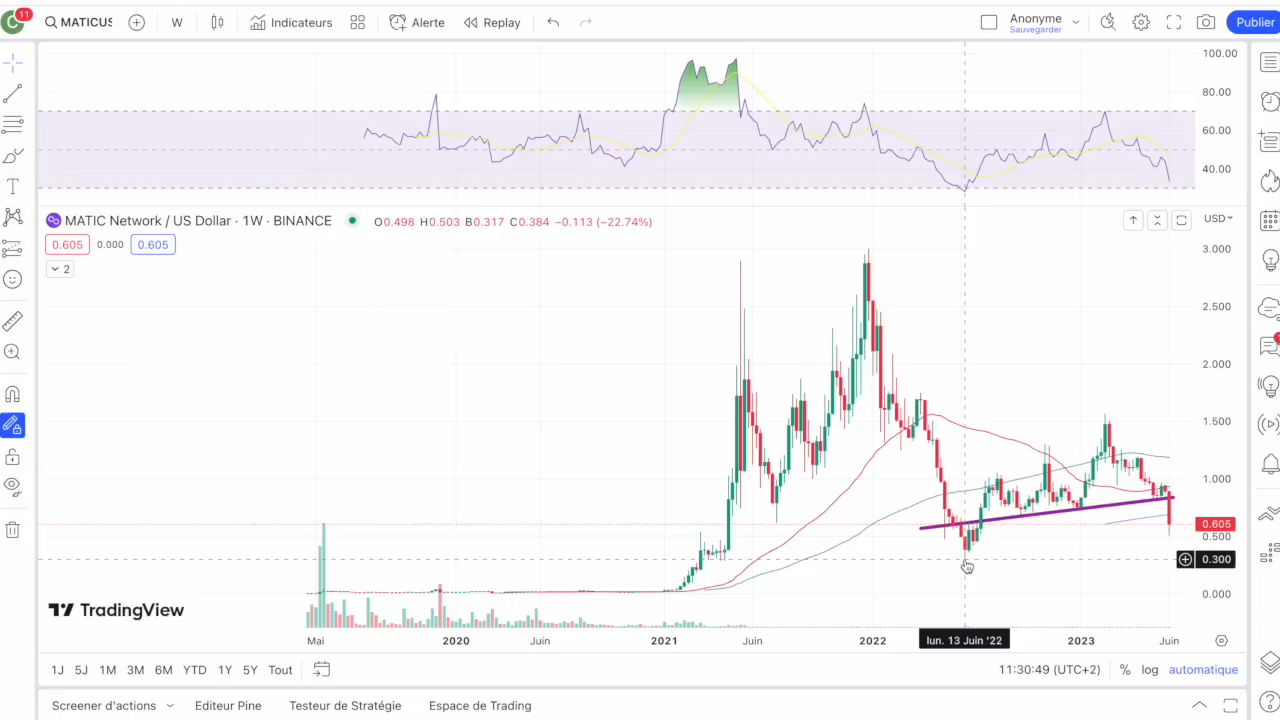 C 11 MATICUS W Indicateurs Alerte Replay Anonyme Publier
Sauvegarder
100.00
80.00
60.00
40.00
MATIC Network / US Dollar · 1W · BINANCE O0.498 H0.503 B0.317 C0.384 −0.113 (−22.74%) USD
0.605 0.000 0.605
2
3.000
2.500
2.000
1.500
1.000
0.605
0.500
0.300
0.000
TradingView
Mai 2020 Juin 2021 Juin 2022 lun. 13 Juin '22 2023 Juin
1J 5J 1M 3M 6M YTD 1Y 5Y Tout 11:30:49 (UTC+2) % log automatique
Screener d'actions Editeur Pine Testeur de Stratégie Espace de Trading